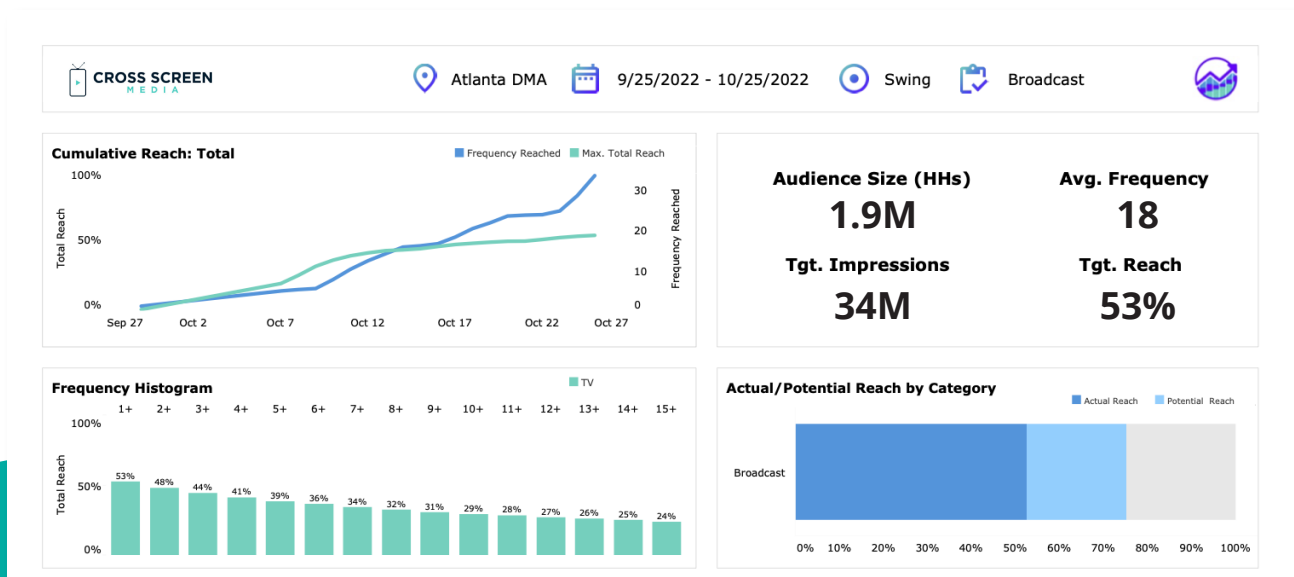 CROSS SCREEN
MEDIA
Atlanta DMA
9/25/2022 - 10/25/2022
Swing
Broadcast
Cumulative Reach: Total
Frequency Reached
Max. Total Reach
100%
50%
0%
Total Reach
30
20
10
0
Frequency Reached
Sep 27 Oct 2 Oct 7 Oct 12 Oct 17 Oct 22 Oct 27
Audience Size (HHs)
1.9M
Avg. Frequency
18
Tgt. Impressions
34M
Tgt. Reach
53%
Frequency Histogram
TV
1+ 2+ 3+ 4+ 5+ 6+ 7+ 8+ 9+ 10+ 11+ 12+ 13+ 14+ 15+
100%
50%
0%
Total Reach
53% 48% 44% 41% 39% 36% 34% 32% 31% 29% 28% 27% 26% 25% 24%
Actual/Potential Reach by Category
Actual Reach
Potential Reach
Broadcast
0% 10% 20% 30% 40% 50% 60% 70% 80% 90% 100%